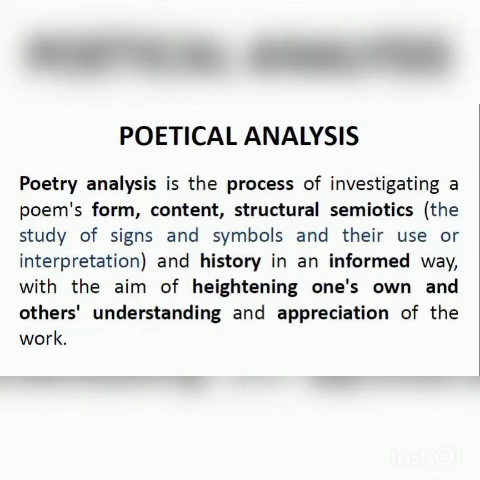 POETICAL ANALYSIS
Poetry analysis is the process of investigating a
poem's form, content, structural semiotics (the
study of signs and symbols and their use or
interpretation) and history in an informed way,
with the aim of heightening one's own and
others' understanding and appreciation of the
work.
INSHOT